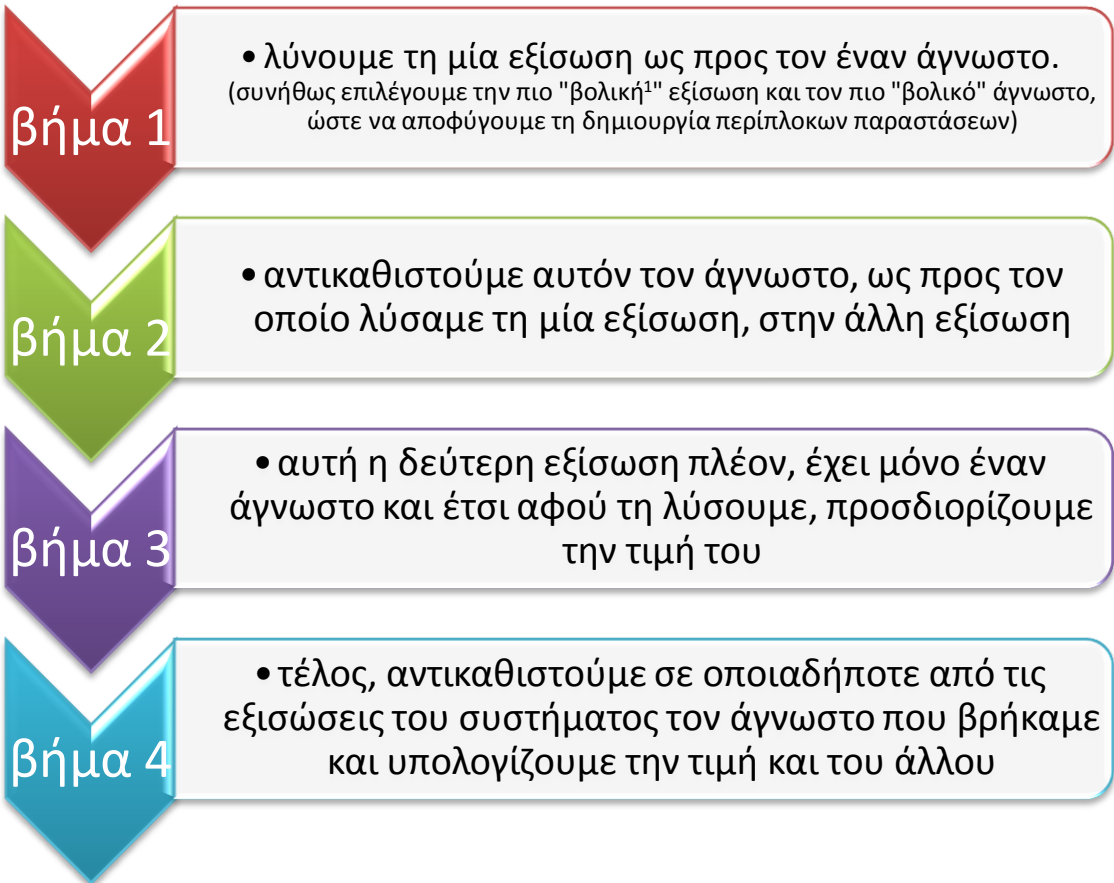 βήμα 1
• λύνουμε τη μία εξίσωση ως προς τον έναν άγνωστο.
(συνήθως επιλέγουμε την πιο "βολική¹" εξίσωση και τον πιο "βολικό" άγνωστο,
ώστε να αποφύγουμε τη δημιουργία περίπλοκων παραστάσεων)
βήμα 2
• αντικαθιστούμε αυτόν τον άγνωστο, ως προς τον
οποίο λύσαμε τη μία εξίσωση, στην άλλη εξίσωση
βήμα 3
• αυτή η δεύτερη εξίσωση πλέον, έχει μόνο έναν
άγνωστο και έτσι αφού τη λύσουμε, προσδιορίζουμε
την τιμή του
βήμα 4
• τέλος, αντικαθιστούμε σε οποιαδήποτε από τις
εξισώσεις του συστήματος τον άγνωστο που βρήκαμε
και υπολογίζουμε την τιμή και του άλλου